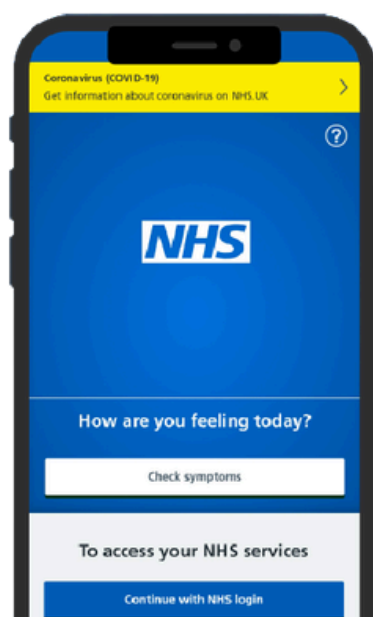 Coronavirus (COVID-19)
Get information about coronavirus on NHS.UK
?
NHS
How are you feeling today?
Check symptoms
To access your NHS services
Continue with NHS login